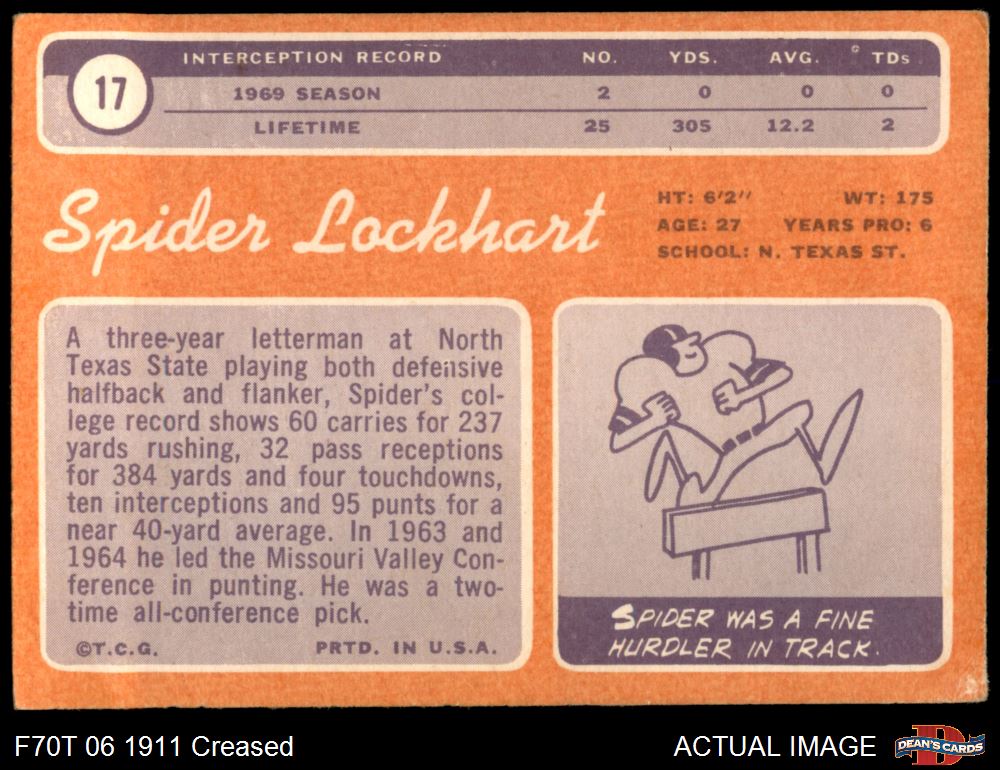 17
INTERCEPTION RECORD NO. YDS. AVG. TDs
1969 SEASON 2 0 0 0
LIFETIME 25 305 12.2 2
Spider Lockhart
HT: 6'2" WT: 175
AGE: 27 YEARS PRO: 6
SCHOOL: N. TEXAS ST.
A three-year letterman at North
Texas State playing both defensive
halfback and flanker, Spider's col-
lege record shows 60 carries for 237
yards rushing, 32 pass receptions
for 384 yards and four touchdowns,
ten interceptions and 95 punts for a
near 40-yard average. In 1963 and
1964 he led the Missouri Valley Con-
ference in punting. He was a two-
time all-conference pick.
©T.C.G. PRTD. IN U.S.A.
SPIDER WAS A FINE
HURDLER IN TRACK.
F70T 06 1911 Creased
ACTUAL IMAGE
D
DEAN'S CARDS